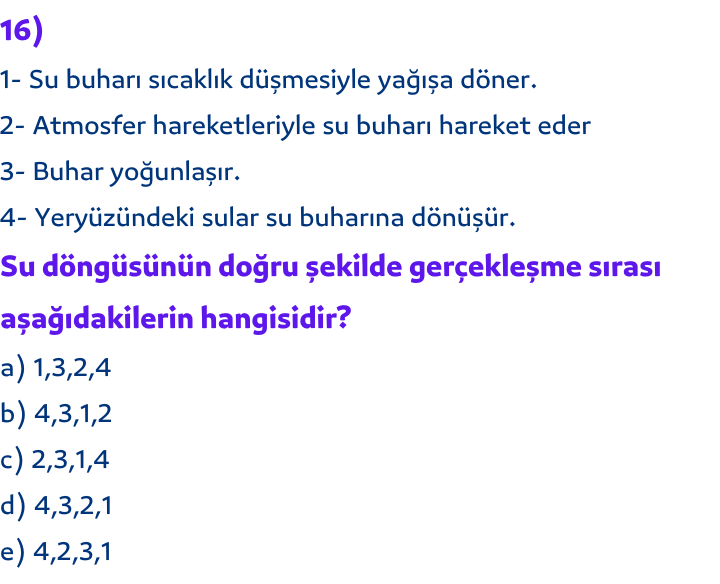 16)
1- Su buharı sıcaklık düşmesiyle yağışa döner.
2- Atmosfer hareketleriyle su buharı hareket eder
3- Buhar yoğunlaşır.
4- Yeryüzündeki sular su buharına dönüşür.
Su döngüsünün doğru şekilde gerçekleşme sırası
aşağıdakilerin hangisidir?
a) 1,3,2,4
b) 4,3,1,2
c) 2,3,1,4
d) 4,3,2,1
e) 4,2,3,1